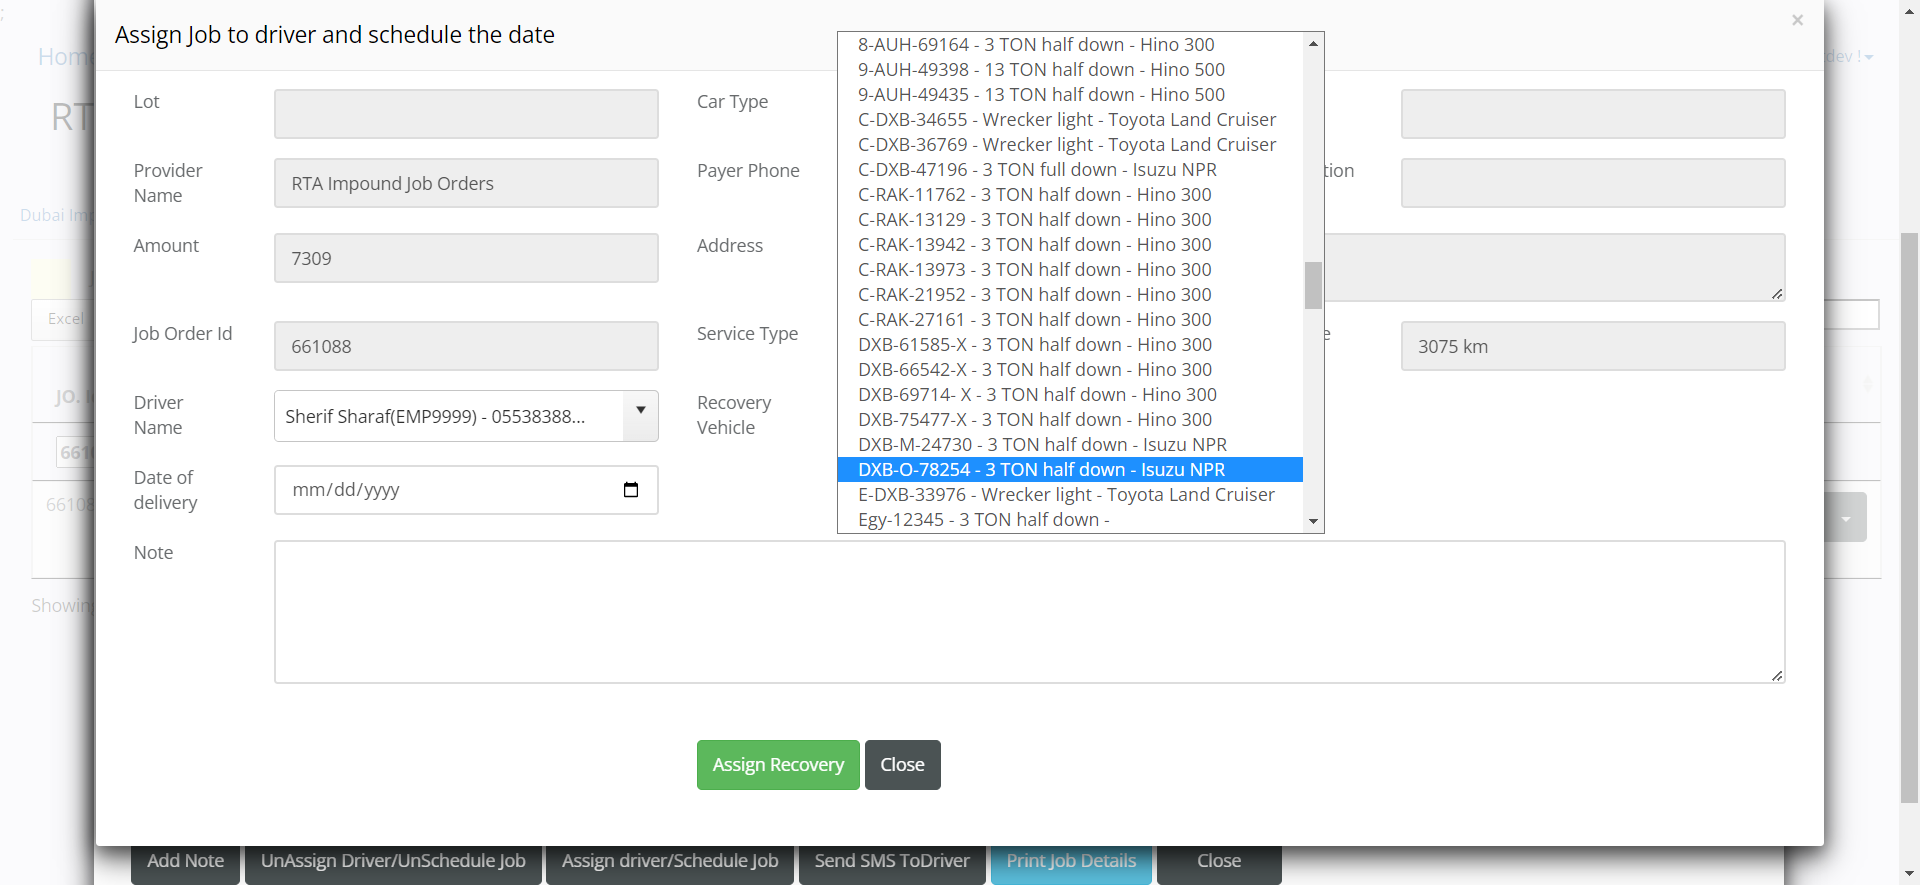 ;
Assign Job to driver and schedule the date
×
Home
dev !
RT
Dubai Imp
Excel
JO. I
661
66108
Showing
Lot
Car Type
Provider
Name
RTA Impound Job Orders
Payer Phone
tion
Amount
7309
Address
Job Order Id
661088
Service Type
e
3075 km
Driver
Name
Sherif Sharaf(EMP9999) - 05538388...
Recovery
Vehicle
8-AUH-69164 - 3 TON half down - Hino 300
9-AUH-49398 - 13 TON half down - Hino 500
9-AUH-49435 - 13 TON half down - Hino 500
C-DXB-34655 - Wrecker light - Toyota Land Cruiser
C-DXB-36769 - Wrecker light - Toyota Land Cruiser
C-DXB-47196 - 3 TON full down - Isuzu NPR
C-RAK-11762 - 3 TON half down - Hino 300
C-RAK-13129 - 3 TON half down - Hino 300
C-RAK-13942 - 3 TON half down - Hino 300
C-RAK-13973 - 3 TON half down - Hino 300
C-RAK-21952 - 3 TON half down - Hino 300
C-RAK-27161 - 3 TON half down - Hino 300
DXB-61585-X - 3 TON half down - Hino 300
DXB-66542-X - 3 TON half down - Hino 300
DXB-69714- X - 3 TON half down - Hino 300
DXB-75477-X - 3 TON half down - Hino 300
DXB-M-24730 - 3 TON half down - Isuzu NPR
DXB-O-78254 - 3 TON half down - Isuzu NPR
E-DXB-33976 - Wrecker light - Toyota Land Cruiser
Egy-12345 - 3 TON half down -
Date of
delivery
mm/dd/yyyy
Note
Assign Recovery
Close
Add Note
UnAssign Driver/UnSchedule Job
Assign driver/Schedule Job
Send SMS ToDriver
Print Job Details
Close